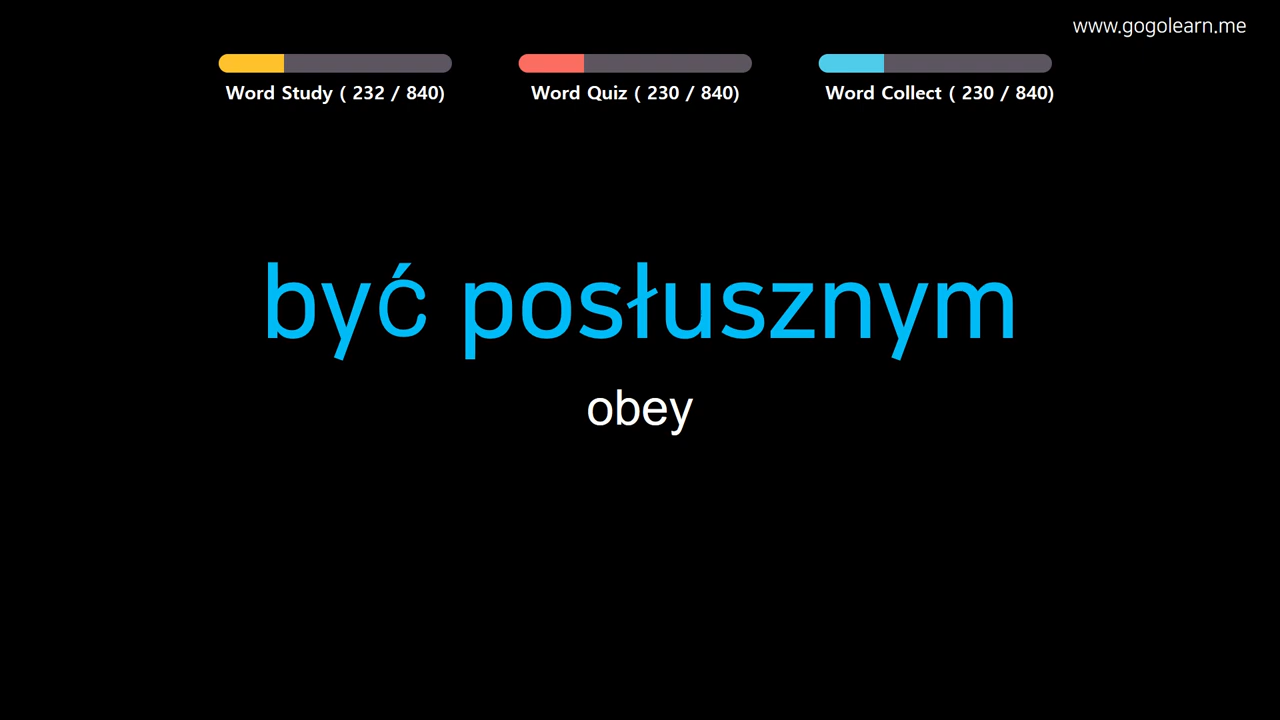 www.gogolearn.me
Word Study ( 232 / 840)
Word Quiz ( 230 / 840)
Word Collect ( 230 / 840)
być posłusznym
obey